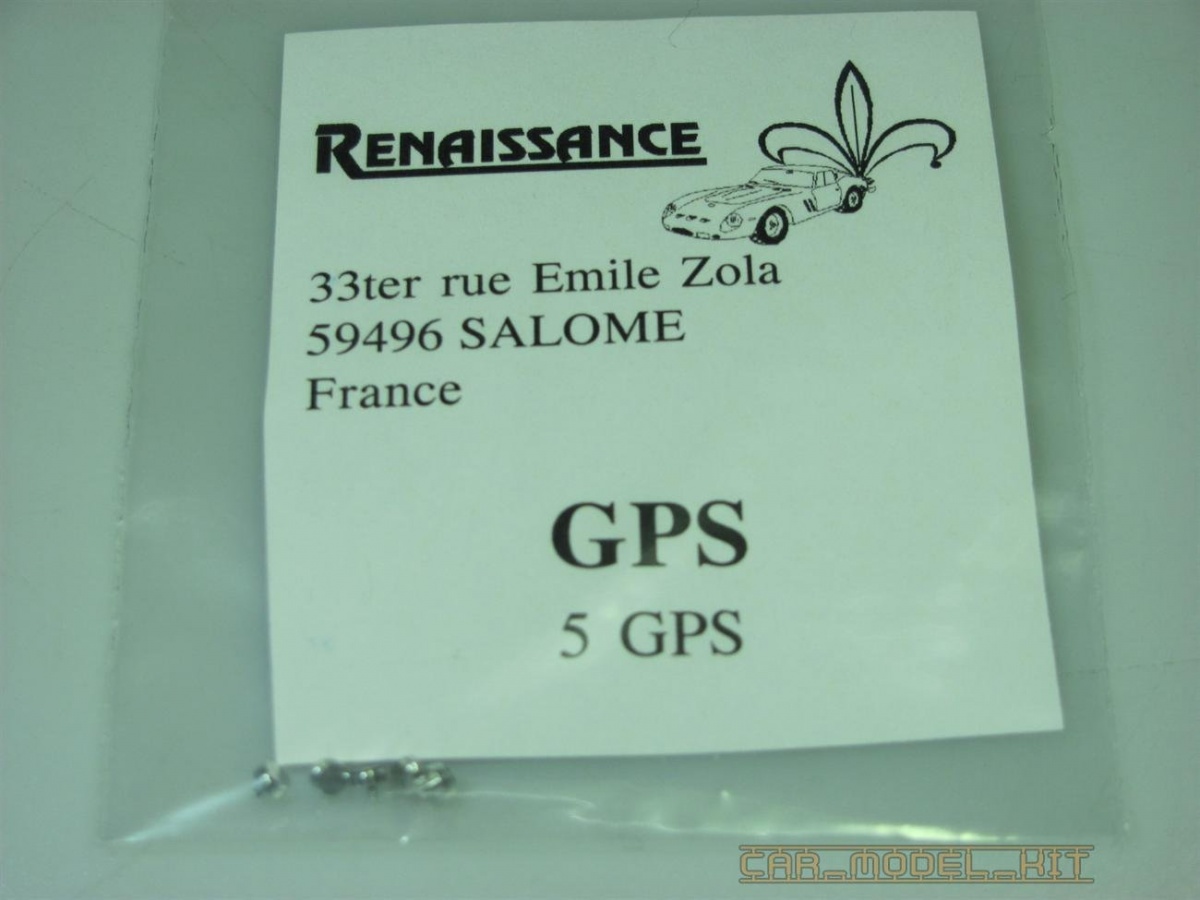 RENAISSANCE
33ter rue Emile Zola
59496 SALOME
France
GPS
5 GPS
CAR_MODEL_KIT